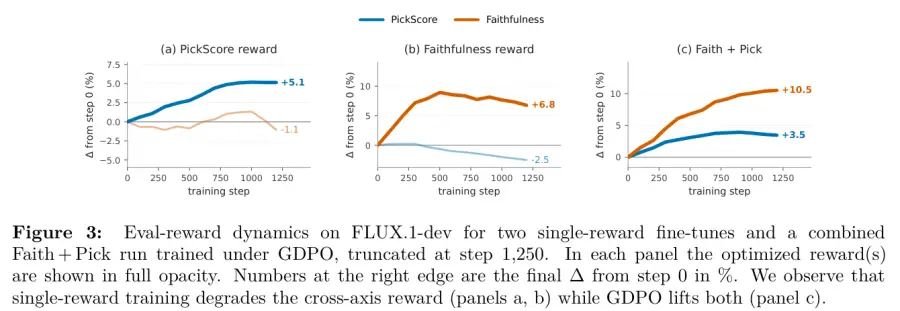 PickScore Faithfulness
(a) PickScore reward
Δ from step 0 (%)
7.5
5.0
2.5
0.0
−2.5
−5.0
+5.1
-1.1
0 250 500 750 1000 1250
training step
(b) Faithfulness reward
Δ from step 0 (%)
10
5
0
+6.8
-2.5
0 250 500 750 1000 1250
training step
(c) Faith + Pick
Δ from step 0 (%)
10
5
0
+10.5
+3.5
0 250 500 750 1000 1250
training step
Figure 3: Eval-reward dynamics on FLUX.1-dev for two single-reward fine-tunes and a combined
Faith + Pick run trained under GDPO, truncated at step 1,250. In each panel the optimized reward(s)
are shown in full opacity. Numbers at the right edge are the final Δ from step 0 in %. We observe that
single-reward training degrades the cross-axis reward (panels a, b) while GDPO lifts both (panel c).